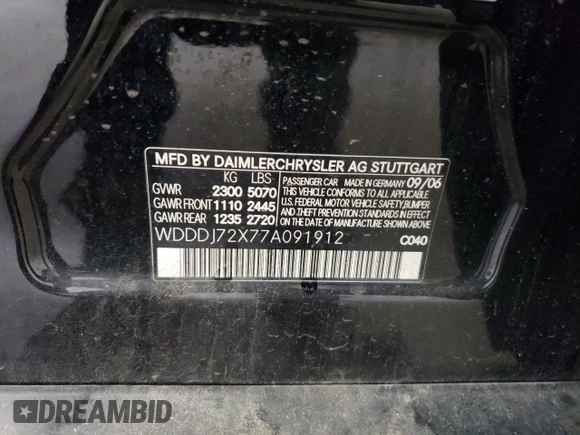 MFD BY DAIMLERCHRYSLER AG STUTTGART
KG LBS
GVWR 2300 5070
GAWR FRONT 1110 2445
GAWR REAR 1235 2720
PASSENGER CAR MADE IN GERMANY 09/06
THIS VEHICLE CONFORMS TO ALL APPLICABLE
U.S. FEDERAL MOTOR VEHICLE SAFETY, BUMPER,
AND THEFT PREVENTION STANDARDS IN EFFECT
ON THE DATE OF MANUFACTURE SHOWN ABOVE.
WDDDJ72X77A091912
C040
DREAMBID